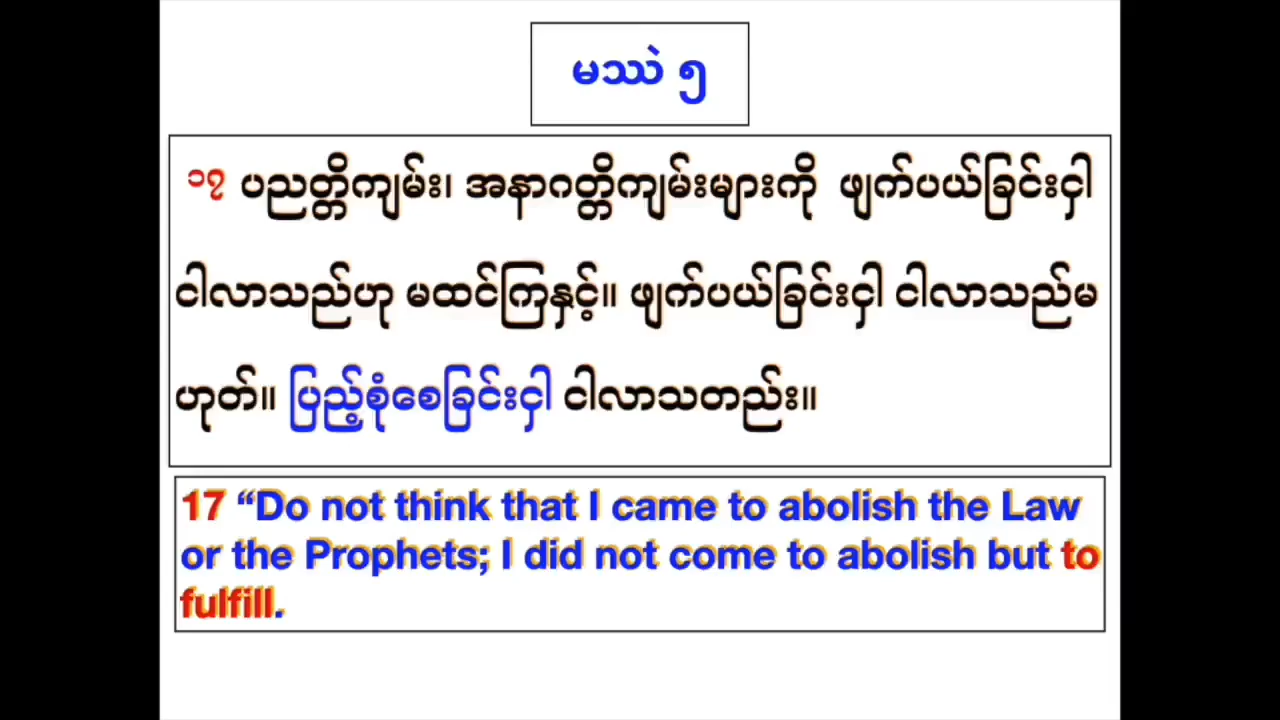 မဿဲ ၅
၁၇ ပညတ္တိကျမ်း၊ အနာဂတ္တိကျမ်းများကို ဖျက်ပယ်ခြင်းငှါ
ငါလာသည်ဟု မထင်ကြနှင့်။ ဖျက်ပယ်ခြင်းငှါ ငါလာသည်မ
ဟုတ်။ ပြည့်စုံစေခြင်းငှါ ငါလာသတည်း။
17 “Do not think that I came to abolish the Law
or the Prophets; I did not come to abolish but to
fulfill.